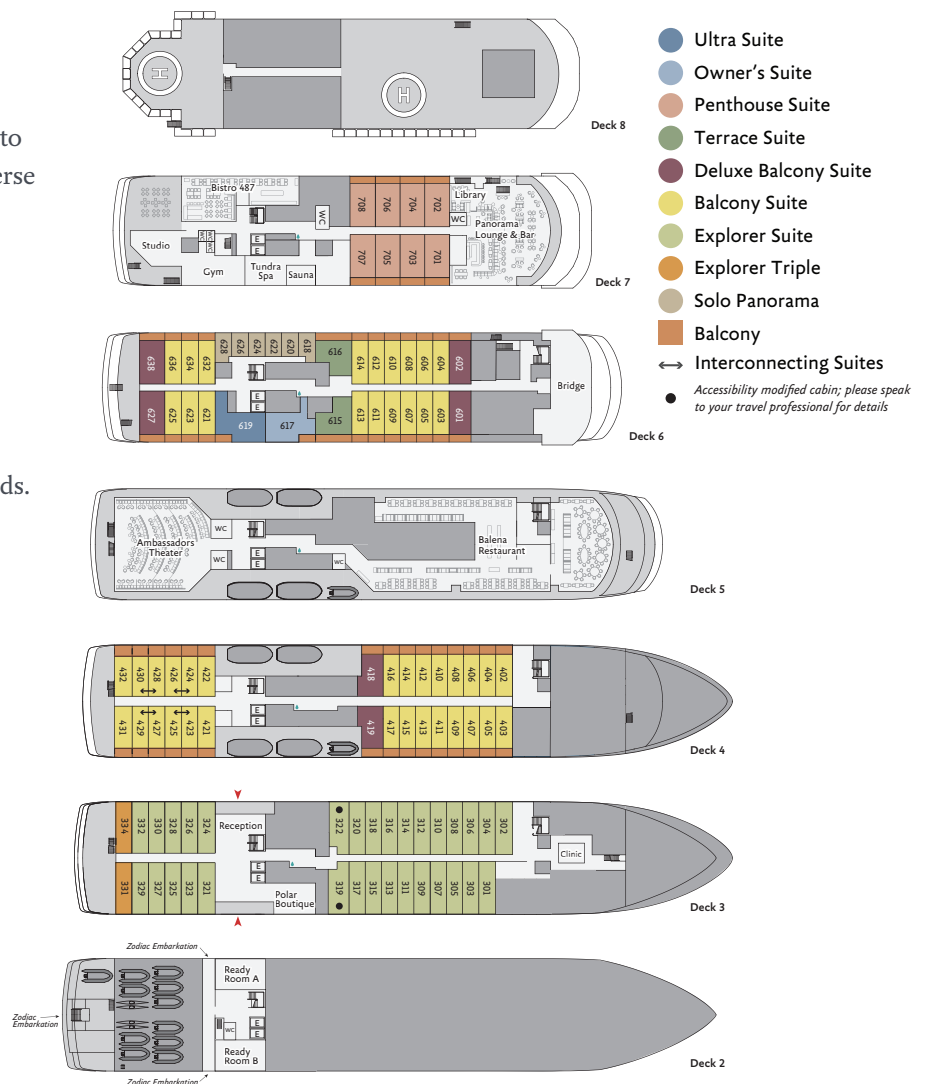 to
erse
ds.
H
H
Deck 8
Ultra Suite
Owner's Suite
Penthouse Suite
Terrace Suite
Deluxe Balcony Suite
Balcony Suite
Explorer Suite
Explorer Triple
Solo Panorama
Balcony
Interconnecting Suites
Accessibility modified cabin; please speak
to your travel professional for details
Bistro 487
WC
708 706 704 702
Library
WC
Panorama
Lounge & Bar
Studio
WC
WC
WC
E
E
Gym
Tundra
Spa
Sauna
707 705 703 701
Deck 7
638 636 634 632 628 626 624 622 620 618 616 614 612 610 608 606 604 602
Bridge
E
E
627 625 623 621 619 617 615 613 611 609 607 605 603 601
Deck 6
WC
Ambassadors
Theater
WC
E
E
WC
Balena
Restaurant
Deck 5
432 430 428 426 424 422 418 416 414 412 410 408 406 404 402
E
E
431 429 427 425 423 421 419 417 415 413 411 409 407 405 403
Deck 4
334 332 330 328 326 324
Reception
322 320 318 316 314 312 310 308 306 304 302
Clinic
E
E
331 329 327 325 323 321
Polar
Boutique
319 317 315 313 311 309 307 305 303 301
Deck 3
Zodiac Embarkation
Ready
Room A
Zodiac
Embarkation
WC
E
E
Ready
Room B
Deck 2
Zodiac Embarkation